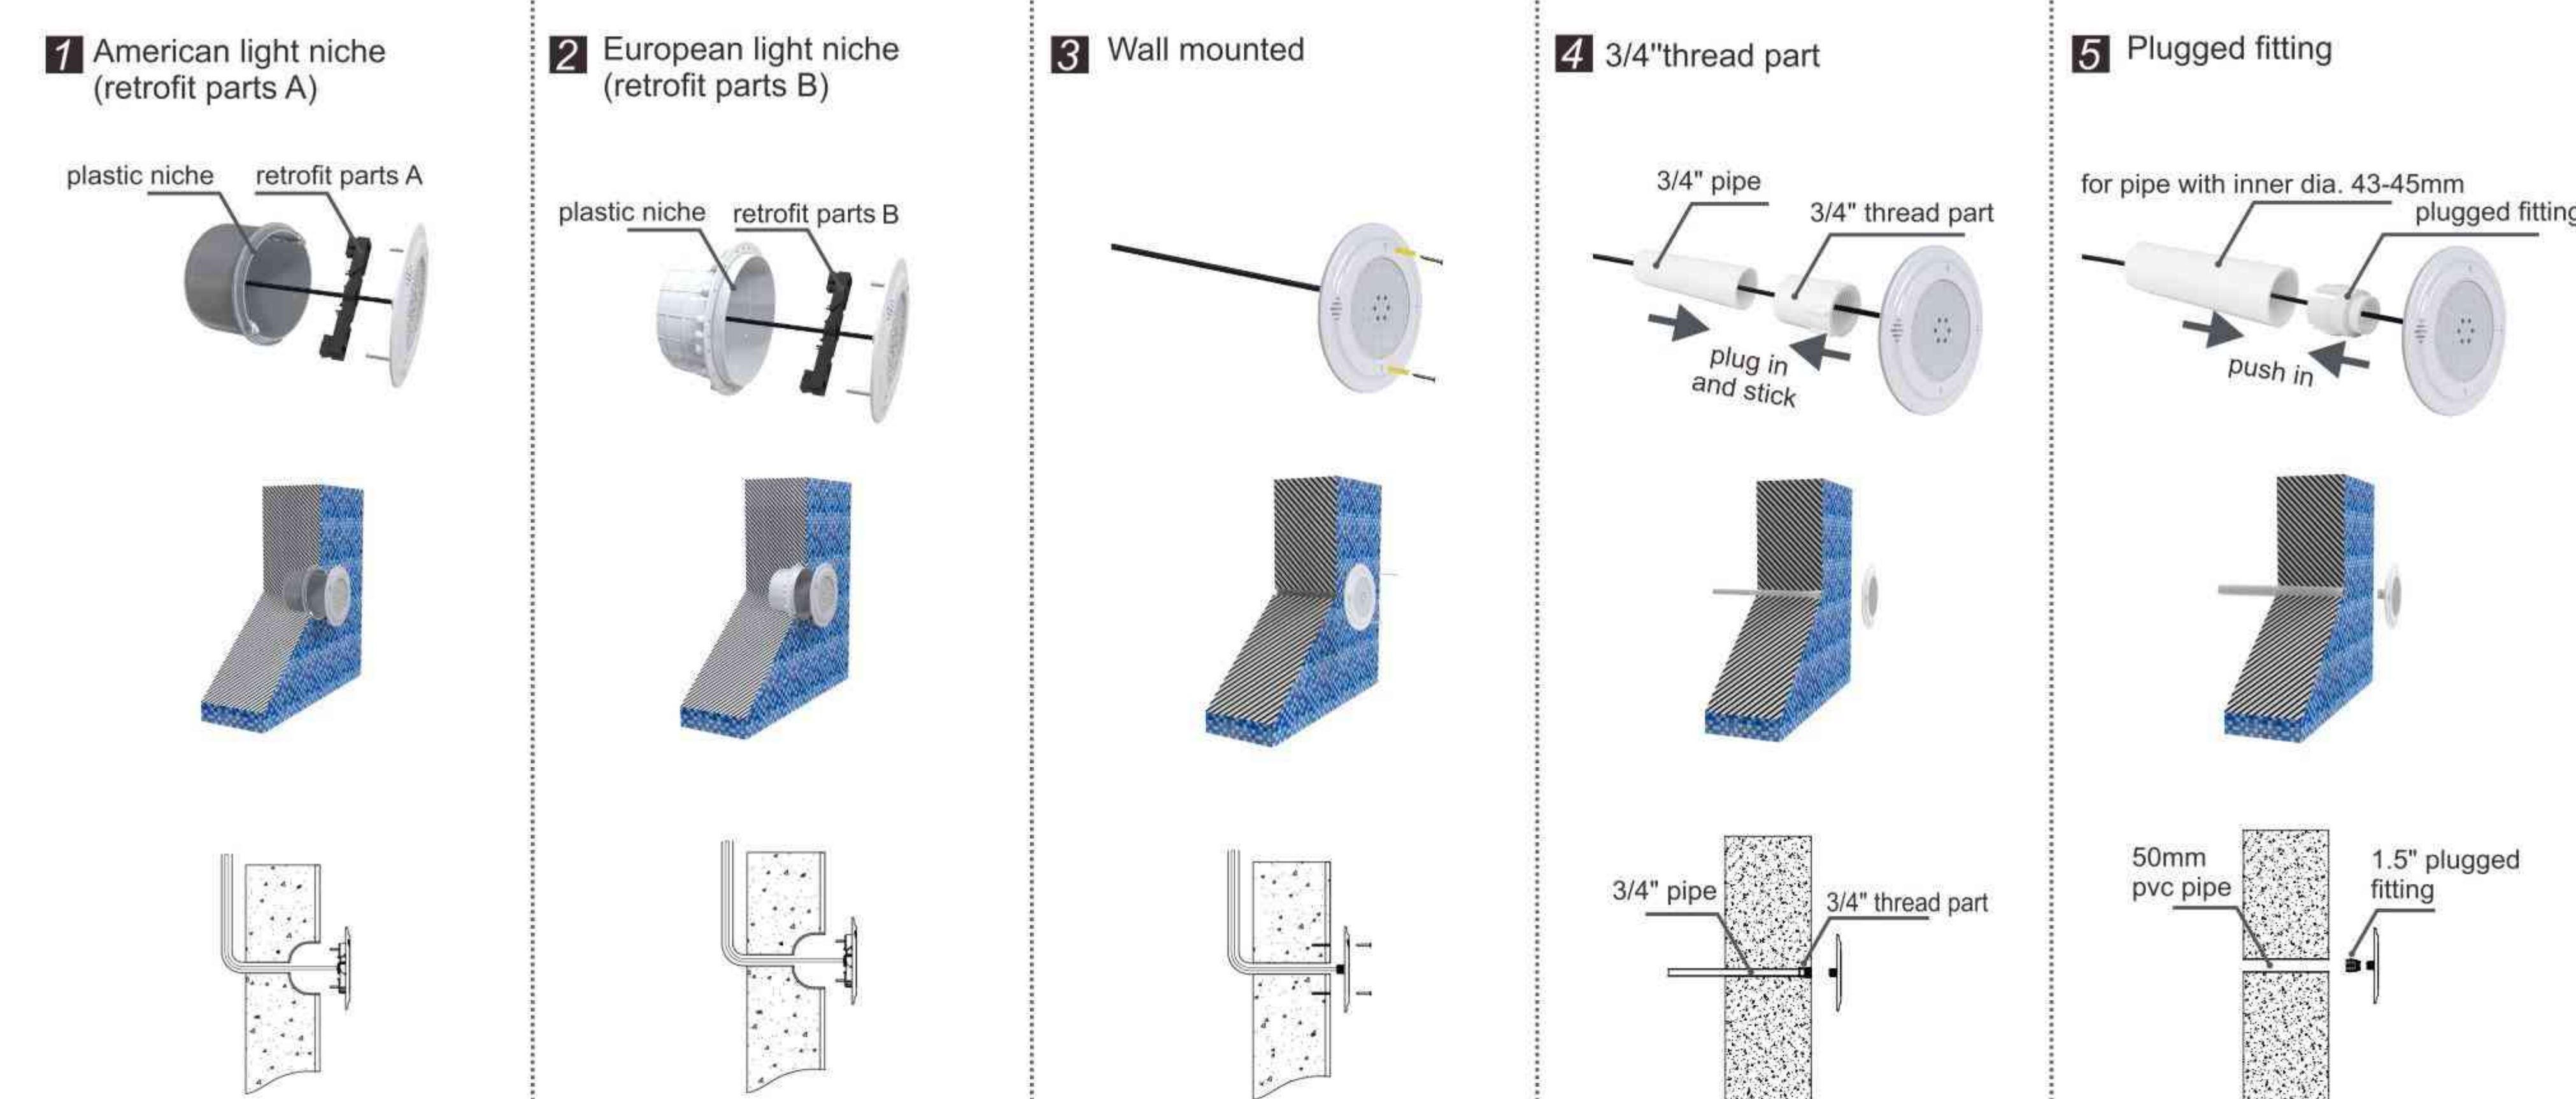 1 American light niche
(retrofit parts A)
plastic niche
retrofit parts A
2 European light niche
(retrofit parts B)
plastic niche
retrofit parts B
3 Wall mounted
4 3/4"thread part
3/4" pipe
3/4" thread part
plug in
and stick
3/4" pipe
3/4" thread part
5 Plugged fitting
for pipe with inner dia. 43-45mm
plugged fitting
push in
50mm
pvc pipe
1.5" plugged
fitting